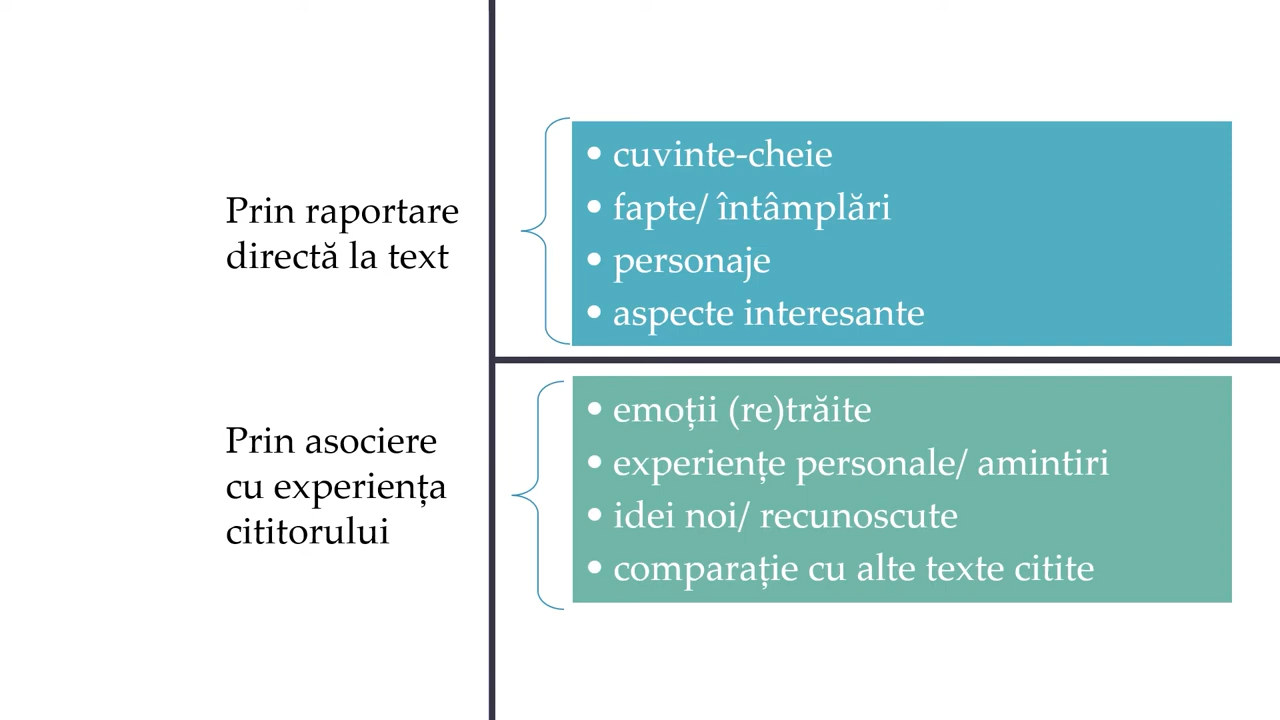 Prin raportare
directă la text
• cuvinte-cheie
• fapte/ întâmplări
• personaje
• aspecte interesante
Prin asociere
cu experiența
cititorului
• emoții (re)trăite
• experiențe personale/ amintiri
• idei noi/ recunoscute
• comparație cu alte texte citite